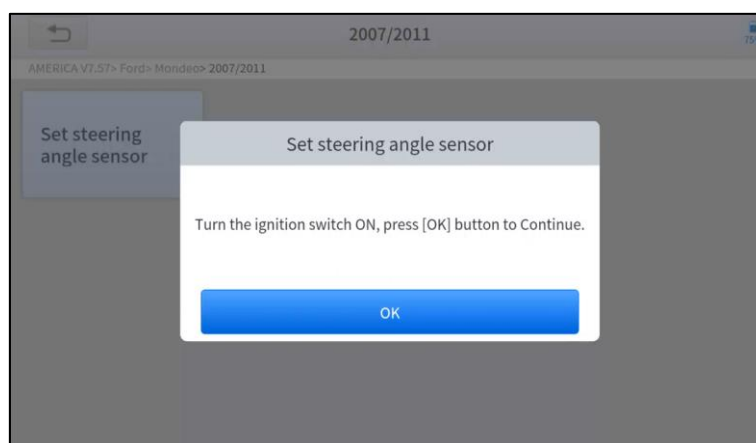 2007/2011
AMERICA V7.57> Ford> Mondeo> 2007/2011
Set steering
angle sensor
Set steering angle sensor
Turn the ignition switch ON, press [OK] button to Continue.
OK